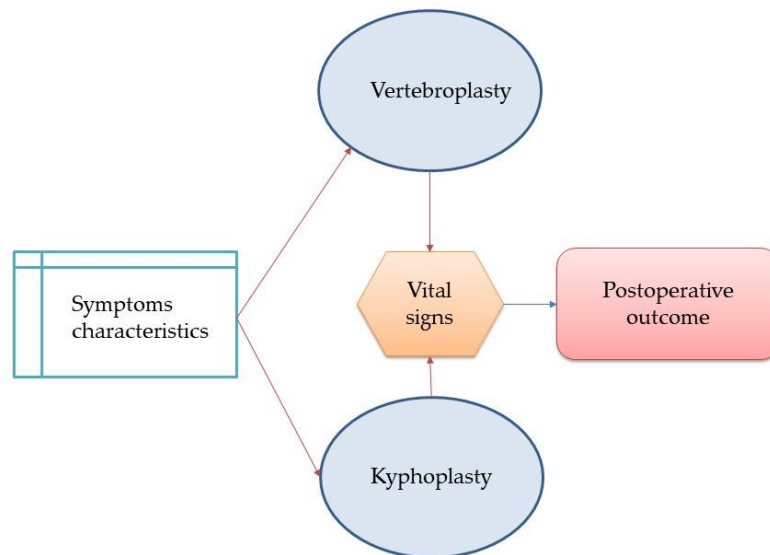 Vertebroplasty
Symptoms
characteristics
Vital
signs
Postoperative
outcome
Kyphoplasty